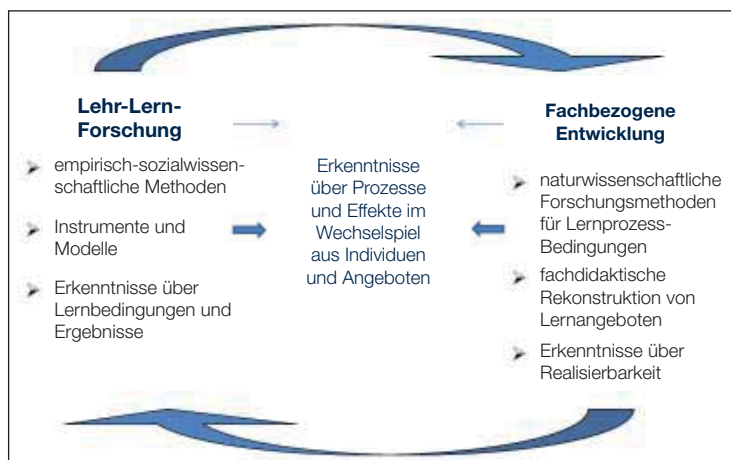 Lehr-Lern-
Forschung
empirisch-sozialwissen-
schaftliche Methoden
Instrumente und
Modelle
Erkenntnisse über
Lernbedingungen und
Ergebnisse
Erkenntnisse
über Prozesse
und Effekte im
Wechselspiel
aus Individuen
und Angeboten
Fachbezogene
Entwicklung
naturwissenschaftliche
Forschungsmethoden
für Lernprozess-
Bedingungen
fachdidaktische
Rekonstruktion von
Lernangeboten
Erkenntnisse über
Realisierbarkeit